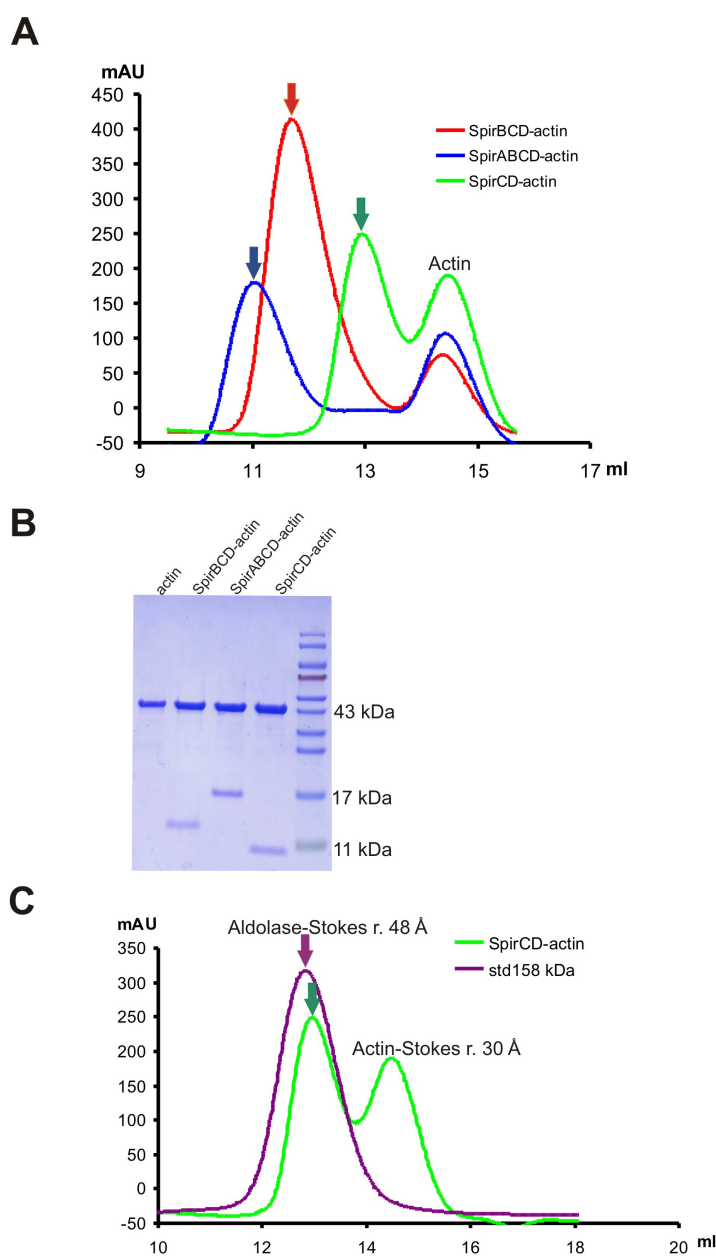 A
mAU
450
400
350
300
250
200
150
100
50
0
-50
9
11
13
15
17
ml
SpirBCD-actin
SpirABCD-actin
SpirCD-actin
Actin
B
actin
SpirBCD-actin
SpirABCD-actin
SpirCD-actin
43 kDa
17 kDa
11 kDa
C
mAU
Aldolase-Stokes r. 48 Å
350
300
250
200
150
100
50
0
-50
10
12
14
16
18
20
ml
SpirCD-actin
std158 kDa
Actin-Stokes r. 30 Å